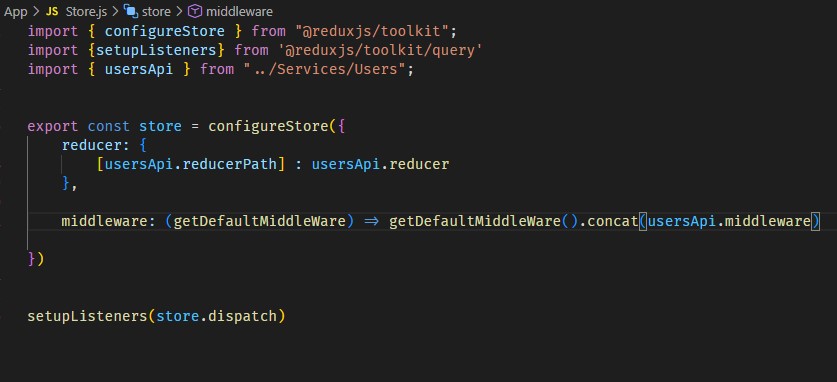 App > JS Store.js > store > middleware
import { configureStore } from "@reduxjs/toolkit";
import {setupListeners} from '@reduxjs/toolkit/query'
import { usersApi } from "../Services/Users";
export const store = configureStore({
reducer: {
[usersApi.reducerPath] : usersApi.reducer
},
middleware: (getDefaultMiddleWare) => getDefaultMiddleWare().concat(usersApi.middleware)
})
setupListeners(store.dispatch)